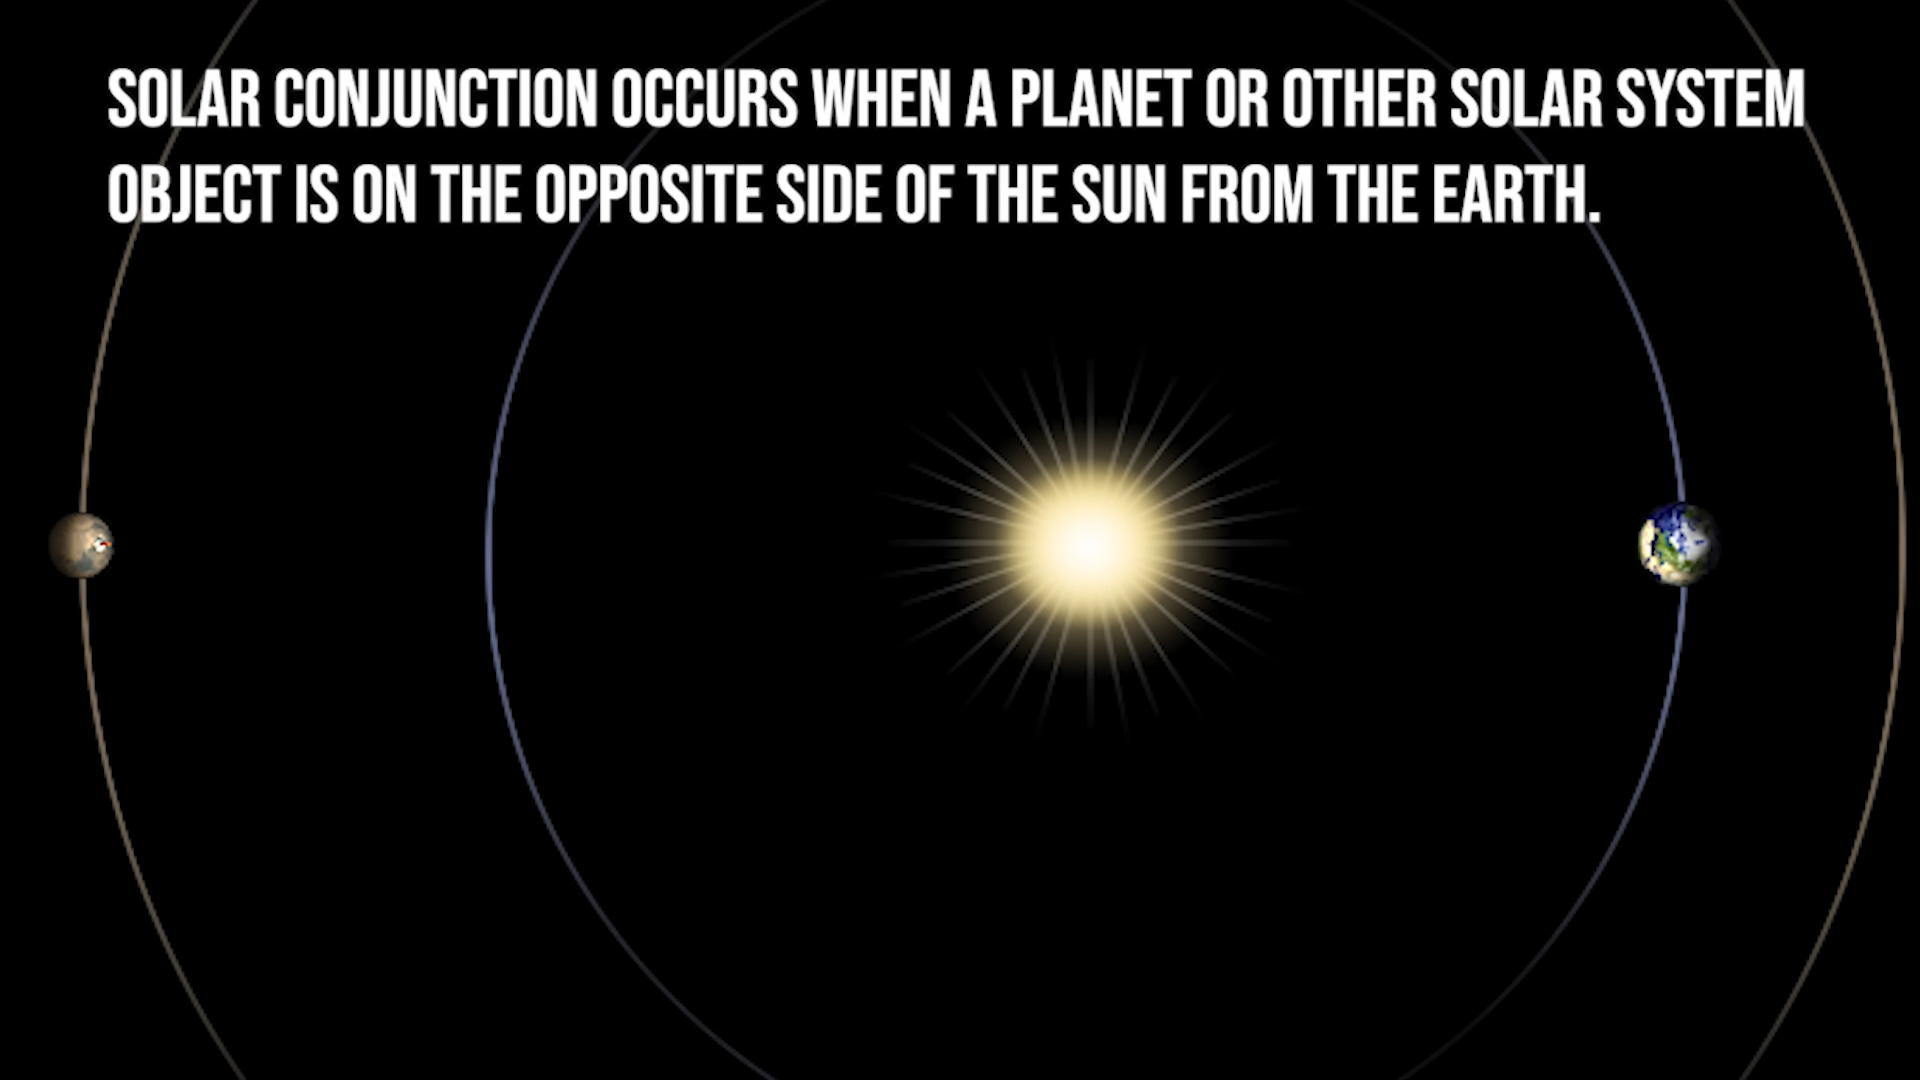 SOLAR CONJUNCTION OCCURS WHEN A PLANET OR OTHER SOLAR SYSTEM
OBJECT IS ON THE OPPOSITE SIDE OF THE SUN FROM THE EARTH.